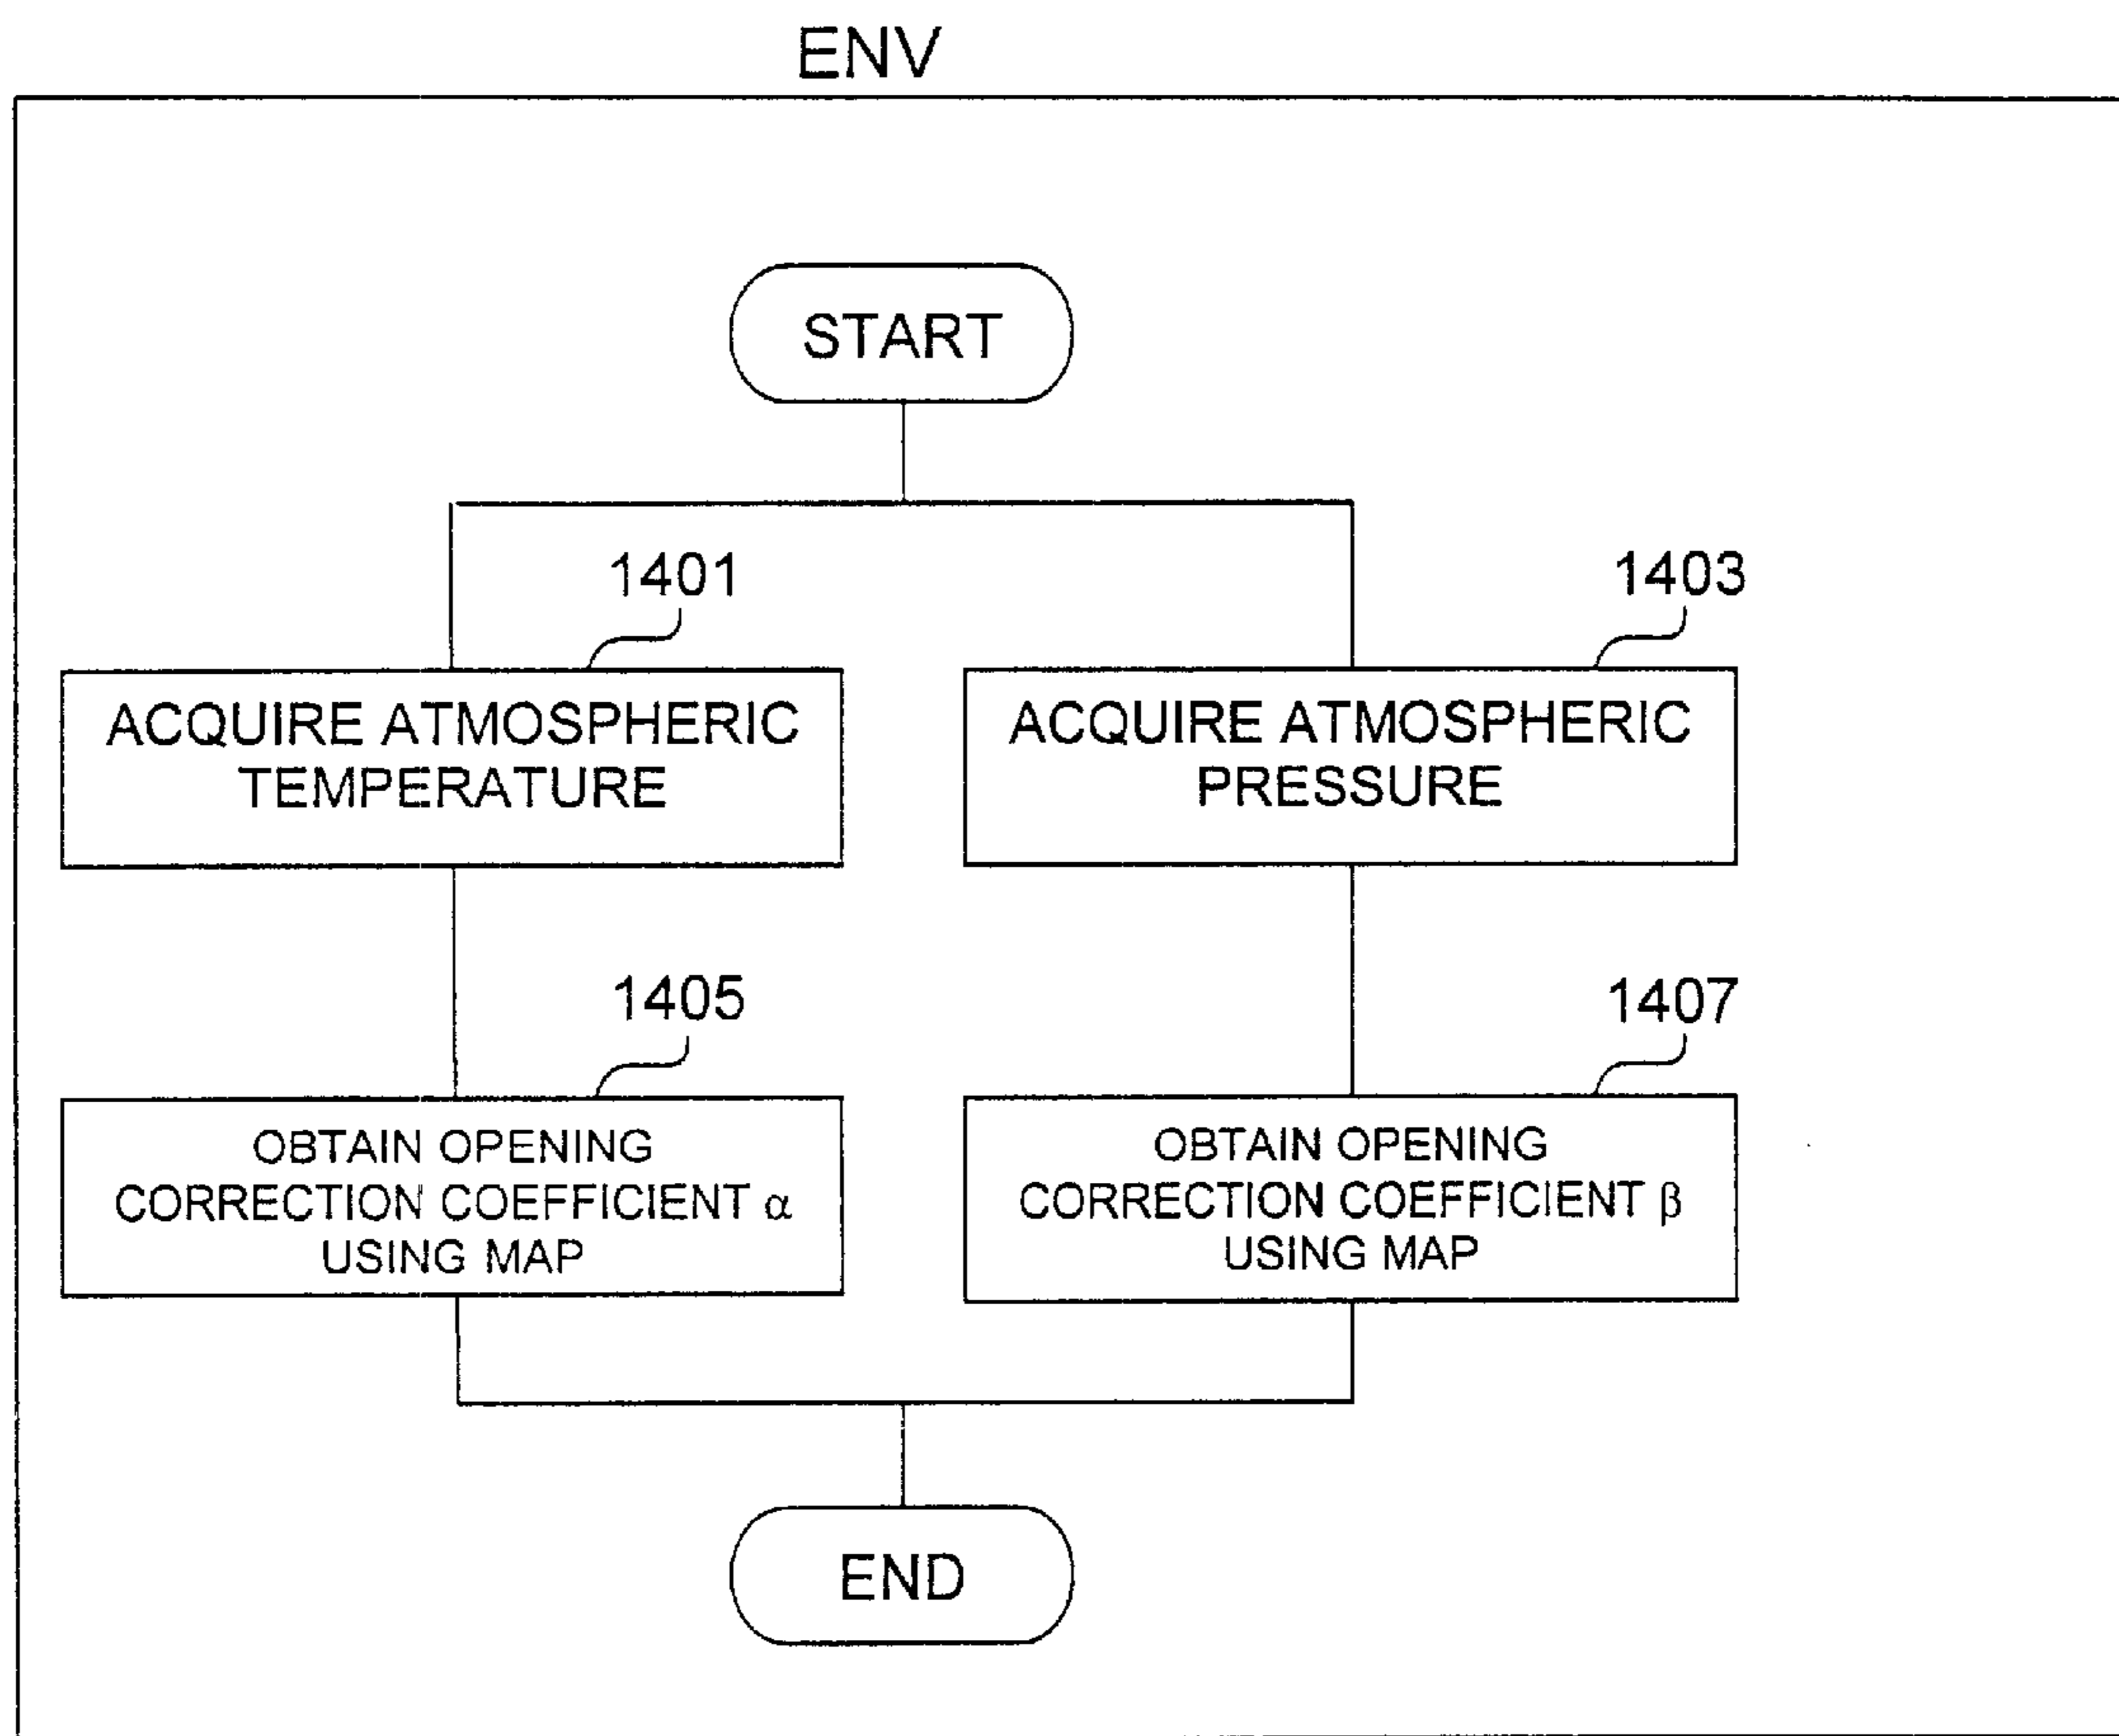 ENV
START
1401
1403
ACQUIRE ATMOSPHERIC
TEMPERATURE
ACQUIRE ATMOSPHERIC
PRESSURE
1405
1407
OBTAIN OPENING
CORRECTION COEFFICIENT α
USING MAP
OBTAIN OPENING
CORRECTION COEFFICIENT β
USING MAP
END